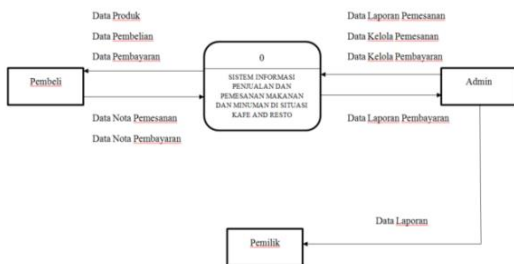 Data Produk
Data Pembelian
Data Pembayaran
Data Laporan Pemesanan
Data Kelola Pemesanan
Data Kelola Pembayaran
Pembeli
0
SISTEM INFORMASI
PENJUALAN DAN
PEMESANAN MAKANAN
DAN MINUMAN DI SITUASI
KAFE AND RESTO
Admin
Data Nota Pemesanan
Data Nota Pembayaran
Data Laporan Pembayaran
Data Laporan
Pemilik